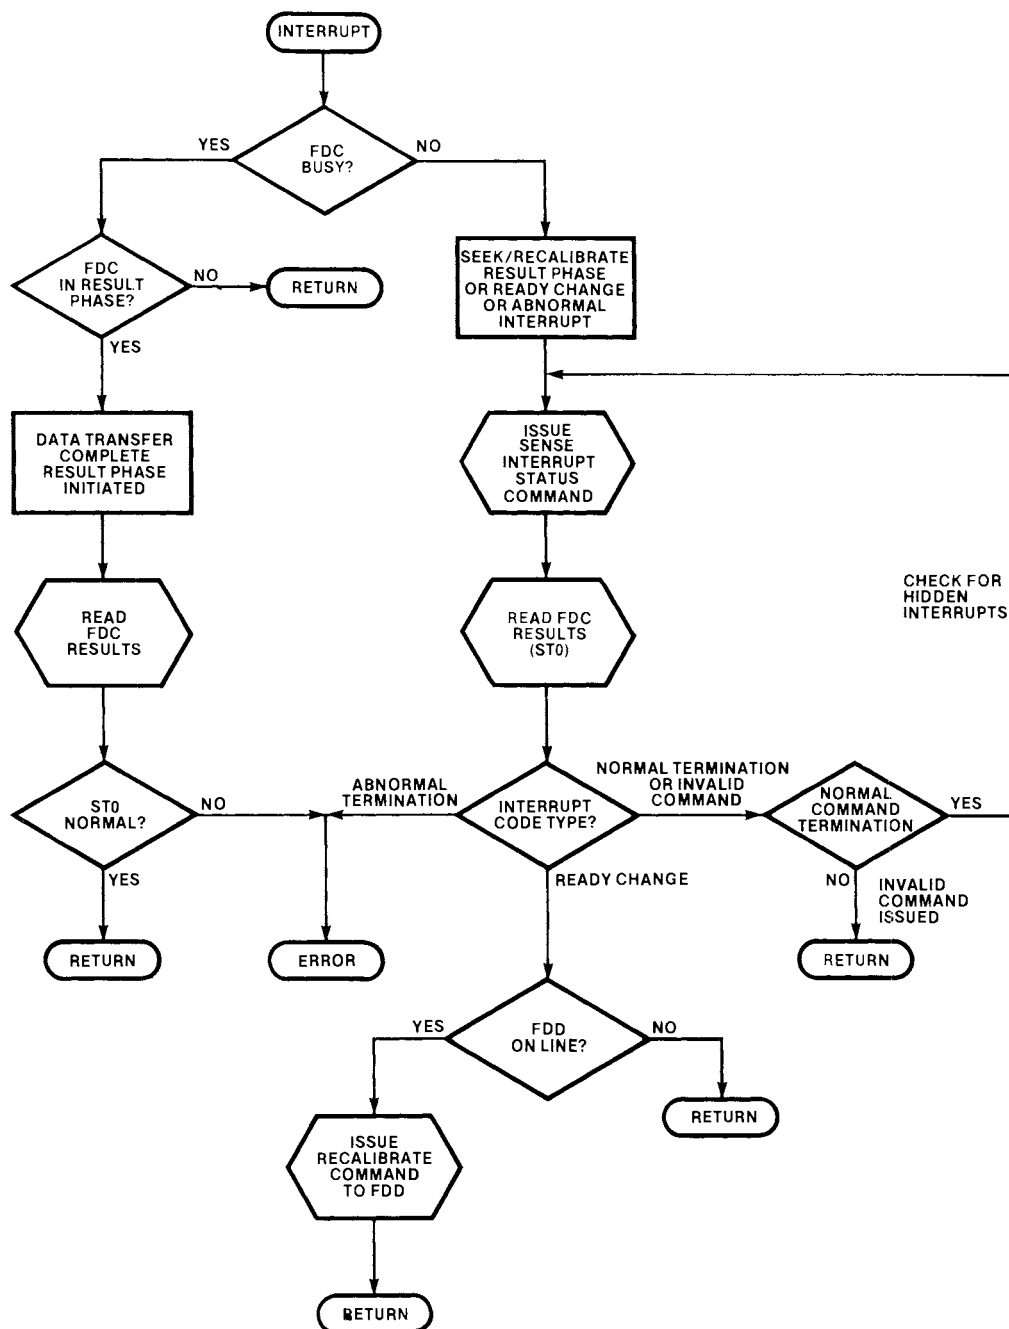 INTERRUPT
FDC
BUSY?
YES
NO
FDC
IN RESULT
PHASE?
NO
YES
RETURN
SEEK/RECALIBRATE
RESULT PHASE
OR READY CHANGE
OR ABNORMAL
INTERRUPT
DATA TRANSFER
COMPLETE
RESULT PHASE
INITIATED
ISSUE
SENSE
INTERRUPT
STATUS
COMMAND
READ
FDC
RESULTS
READ FDC
RESULTS
(ST0)
CHECK FOR
HIDDEN
INTERRUPTS
ST0
NORMAL?
NO
YES
ABNORMAL
TERMINATION
INTERRUPT
CODE TYPE?
NORMAL TERMINATION
OR INVALID
COMMAND
NORMAL
COMMAND
TERMINATION
YES
READY CHANGE
NO
INVALID
COMMAND
ISSUED
RETURN
ERROR
RETURN
FDD
ON LINE?
YES
NO
RETURN
ISSUE
RECALIBRATE
COMMAND
TO FDD
RETURN